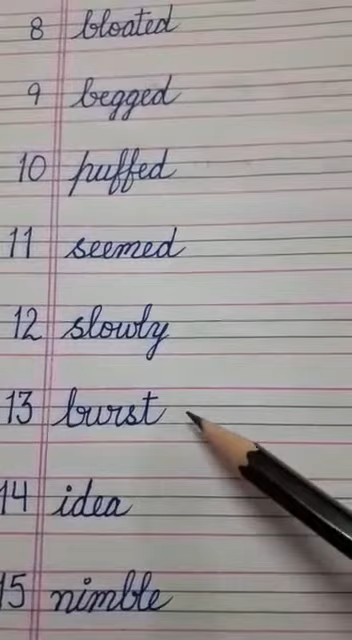 8 bloated
9 begged
10 puffed
11 seemed
12 slowly
13 burst
14 idea
15 nimble